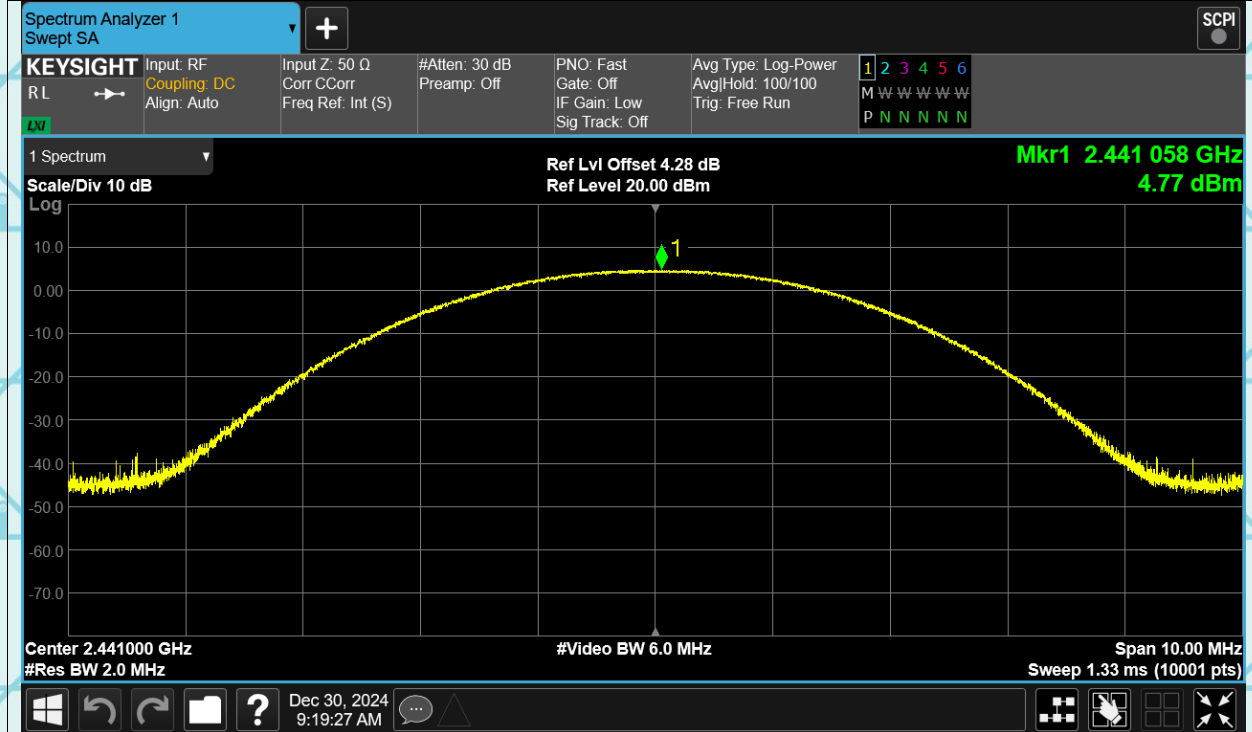 Spectrum Analyzer 1
Swept SA
+
SCPI
KEYSIGHT
RL
LXI
Input: RF
Coupling: DC
Align: Auto
Input Z: 50 Ω
Corr CCorr
Freq Ref: Int (S)
#Atten: 30 dB
Preamp: Off
PNO: Fast
Gate: Off
IF Gain: Low
Sig Track: Off
Avg Type: Log-Power
Avg|Hold: 100/100
Trig: Free Run
1 2 3 4 5 6
M W W W W W
P N N N N N
1 Spectrum
Scale/Div 10 dB
Log
Ref Lvl Offset 4.28 dB
Ref Level 20.00 dBm
Mkr1 2.441 058 GHz
4.77 dBm
1
10.0
0.00
-10.0
-20.0
-30.0
-40.0
-50.0
-60.0
-70.0
Center 2.441000 GHz
#Res BW 2.0 MHz
#Video BW 6.0 MHz
Span 10.00 MHz
Sweep 1.33 ms (10001 pts)
?
Dec 30, 2024
9:19:27 AM